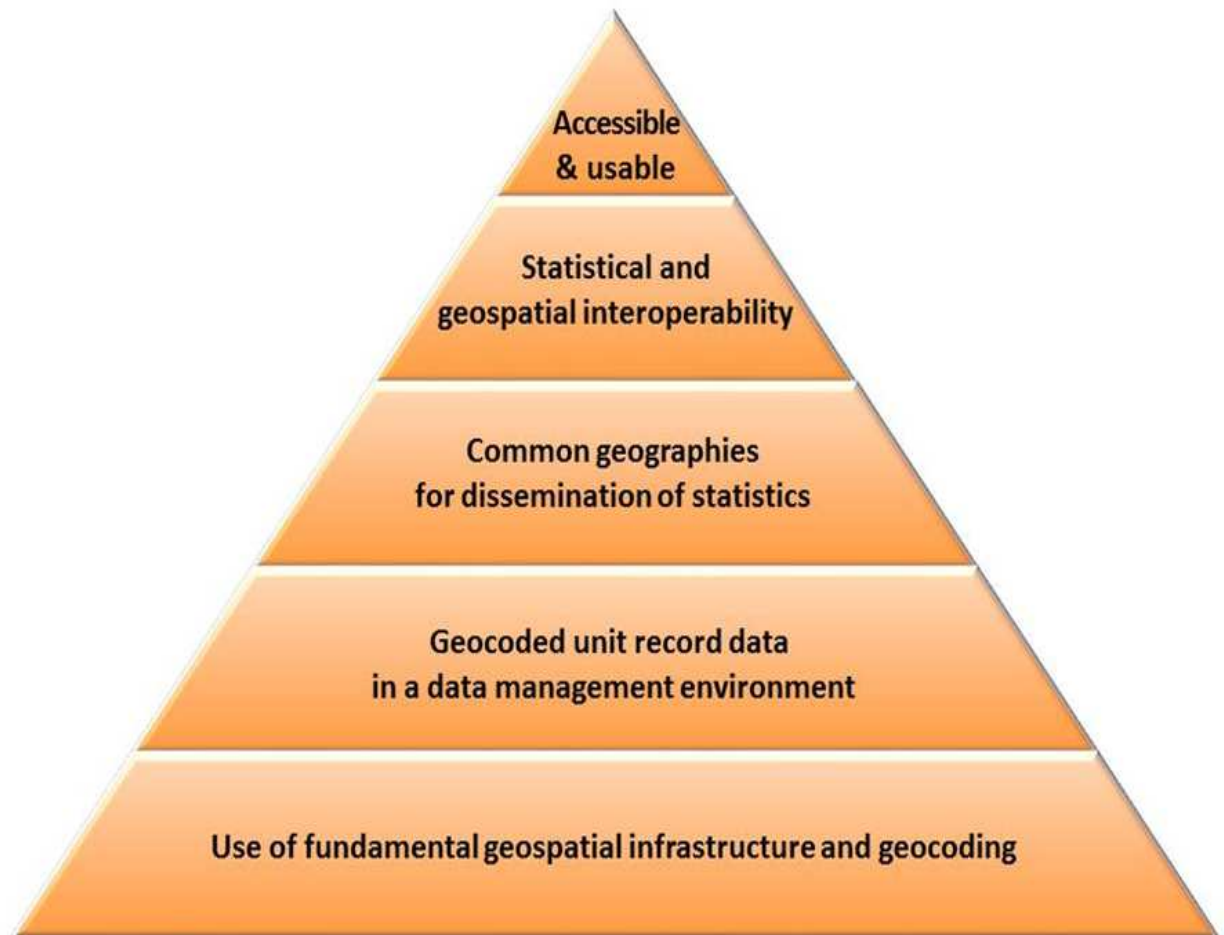 Accessible
& usable
Statistical and
geospatial interoperability
Common geographies
for dissemination of statistics
Geocoded unit record data
in a data management environment
Use of fundamental geospatial infrastructure and geocoding